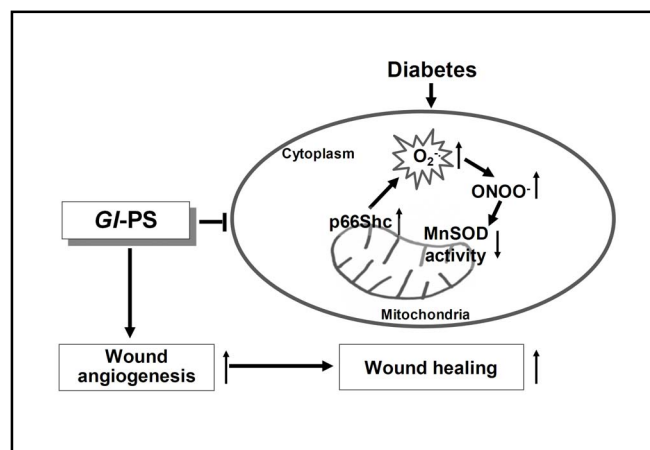 Diabetes
Cytoplasm
O₂⁻·
ONOO⁻
Gl-PS
p66Shc
MnSOD
activity
Mitochondria
Wound
angiogenesis
Wound healing